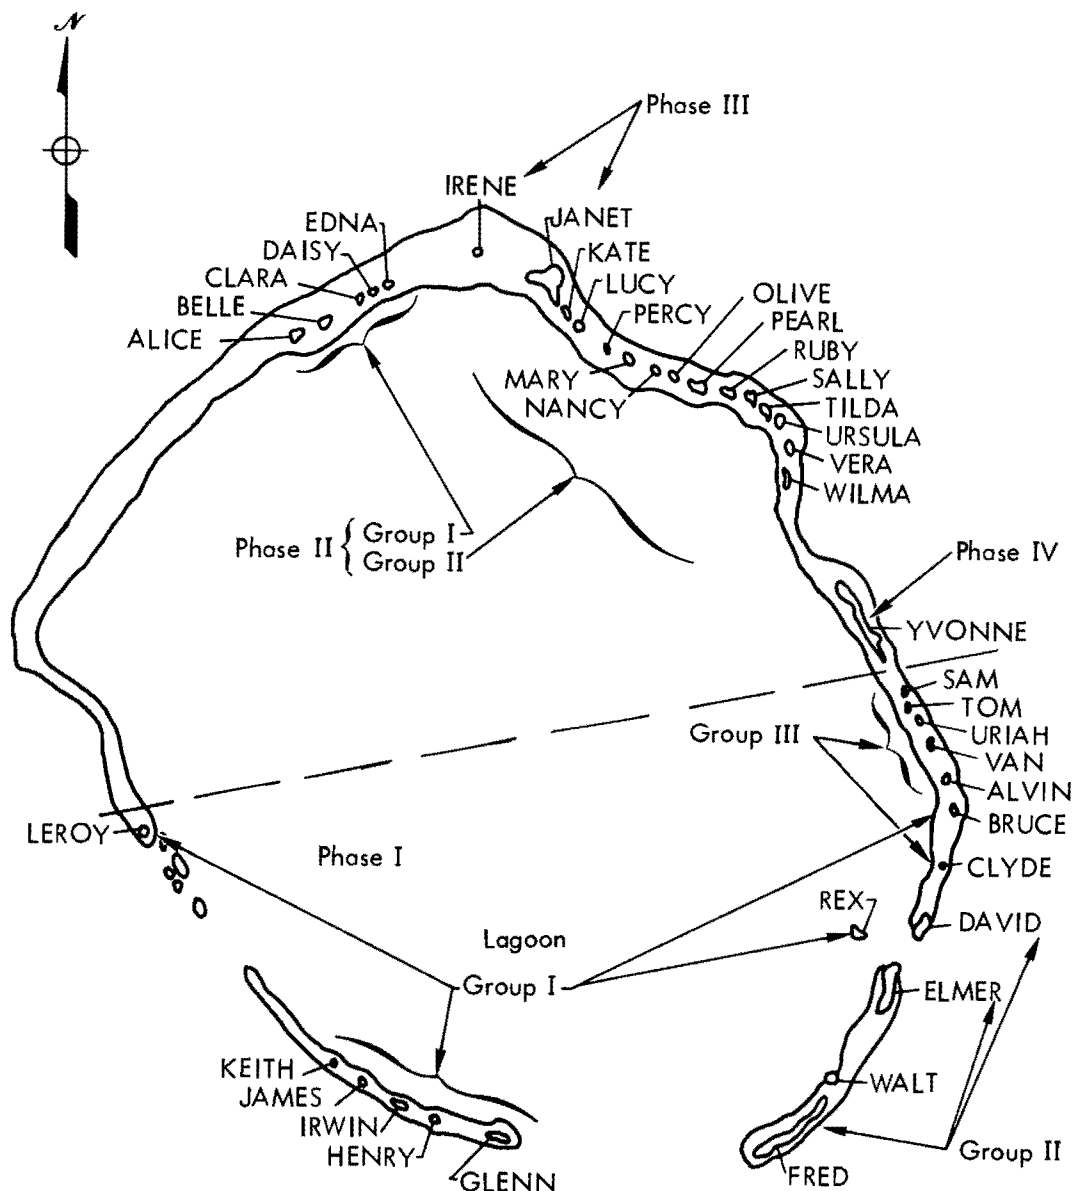 N
Phase III
IRENE
JANET
EDNA
KATE
DAISY
CLARA
LUCY
OLIVE
BELLE
PERCY
PEARL
ALICE
RUBY
MARY
SALLY
NANCY
TILDA
URSULA
VERA
WILMA
Phase II { Group I
Group II
Phase IV
YVONNE
SAM
TOM
Group III
URIAH
VAN
ALVIN
LEROY
BRUCE
Phase I
CLYDE
REX
DAVID
Lagoon
Group I
ELMER
KEITH
WALT
JAMES
IRWIN
HENRY
Group II
GLENN
FRED